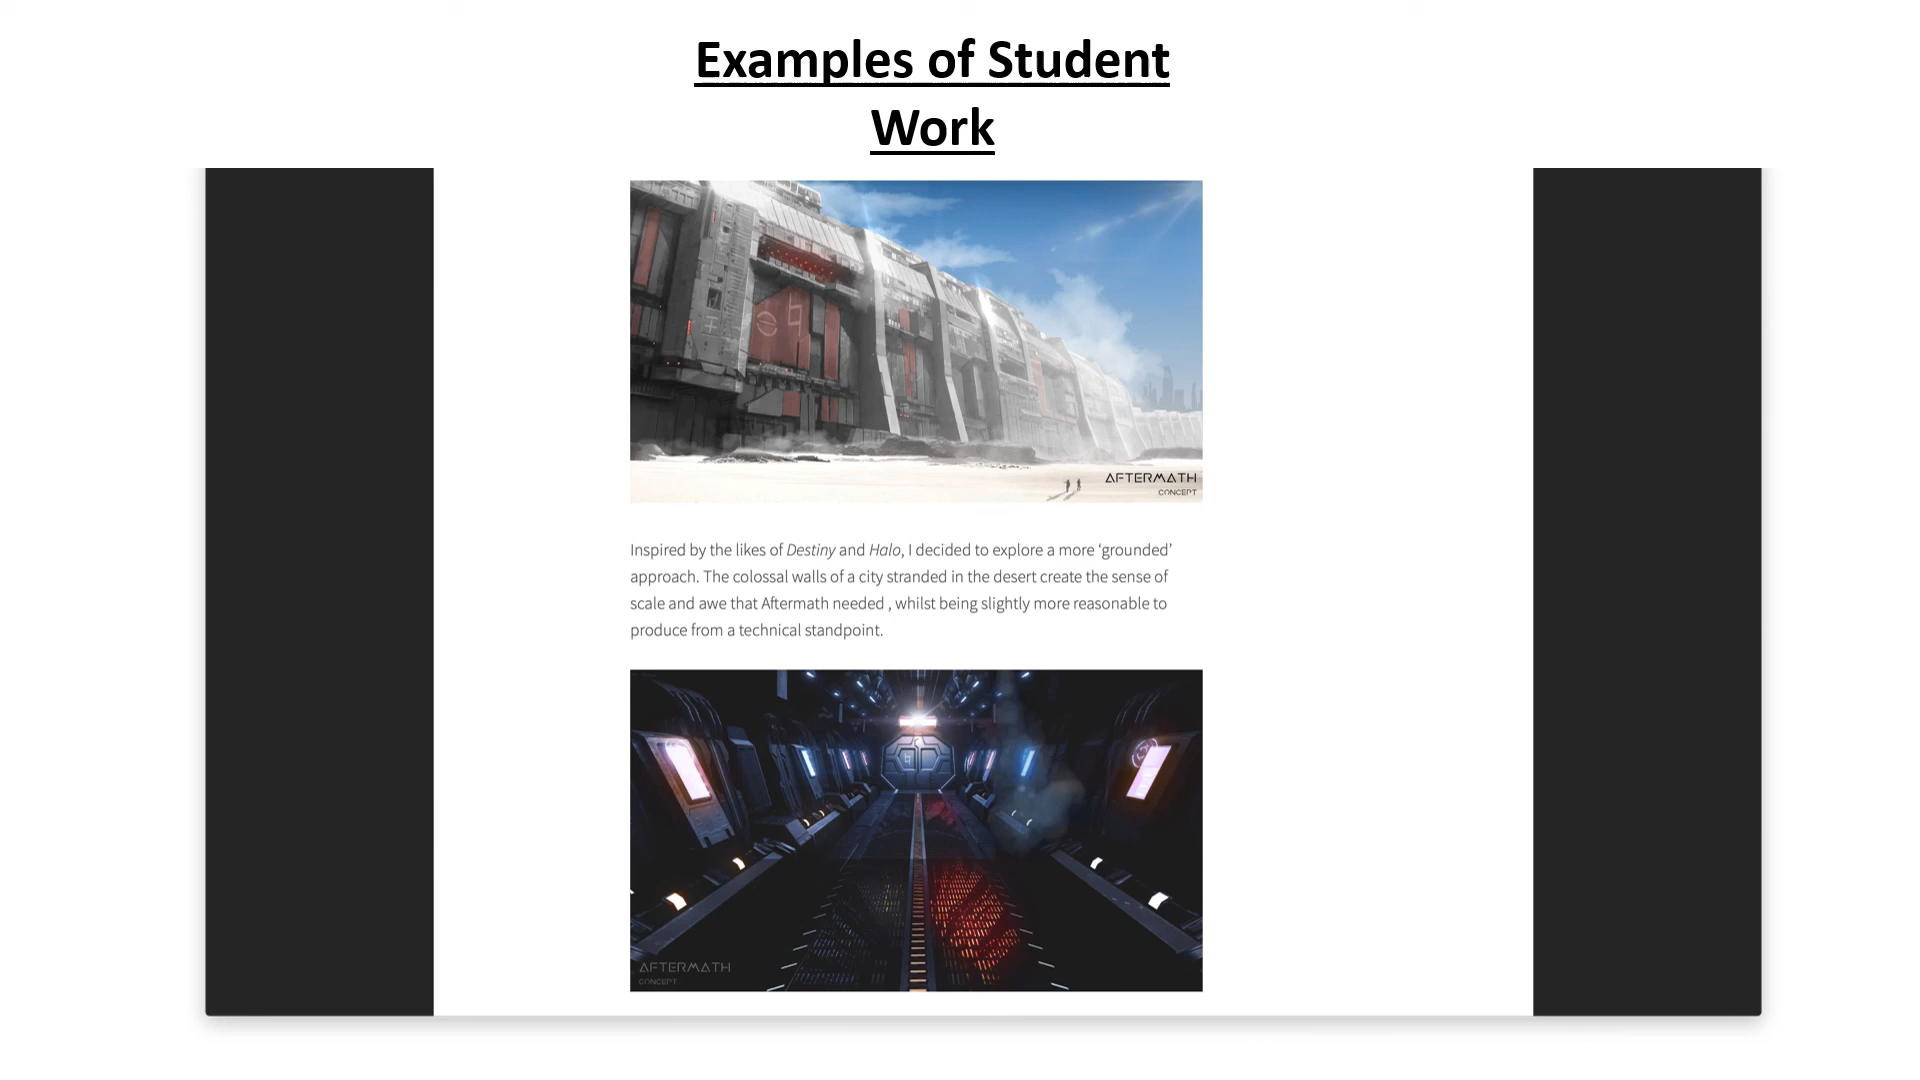 Examples of Student
Work
AFTERMATH
CONCEPT
Inspired by the likes of Destiny and Halo, I decided to explore a more ‘grounded’
approach. The colossal walls of a city stranded in the desert create the sense of
scale and awe that Aftermath needed , whilst being slightly more reasonable to
produce from a technical standpoint.
AFTERMATH
CONCEPT